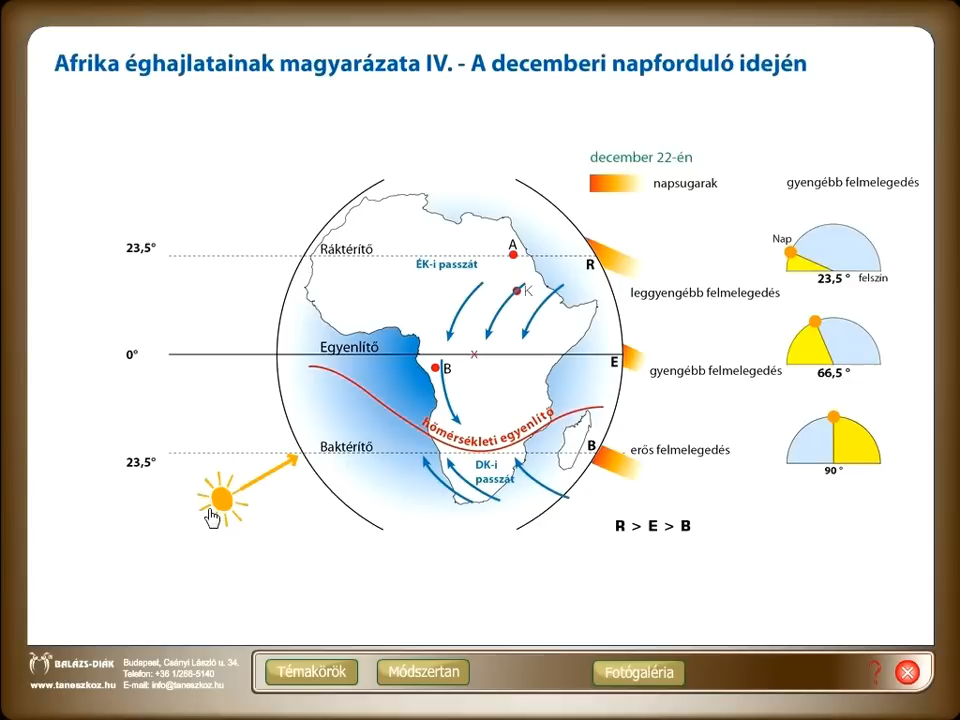 Afrika éghajlatainak magyarázata IV. - A decemberi napforduló idején
december 22-én
napsugarak
gyengébb felmelegedés
23,5°
Ráktérítő
A
ÉK-i passzát
R
Nap
23,5 °
felszín
K
leggyengébb felmelegedés
0°
Egyenlítő
x
E
B
gyengébb felmelegedés
66,5 °
hőmérsékleti egyenlítő
23,5°
Baktérítő
B
erős felmelegedés
DK-i
passzát
90 °
R > E > B
BALÁZS-DIÁK
www.taneszkoz.hu
Budapest, Csányi László u. 34.
Telefon: +36 1/266-5140
E-mail: info@taneszkoz.hu
Témakörök
Módszertan
Fotógaléria
?